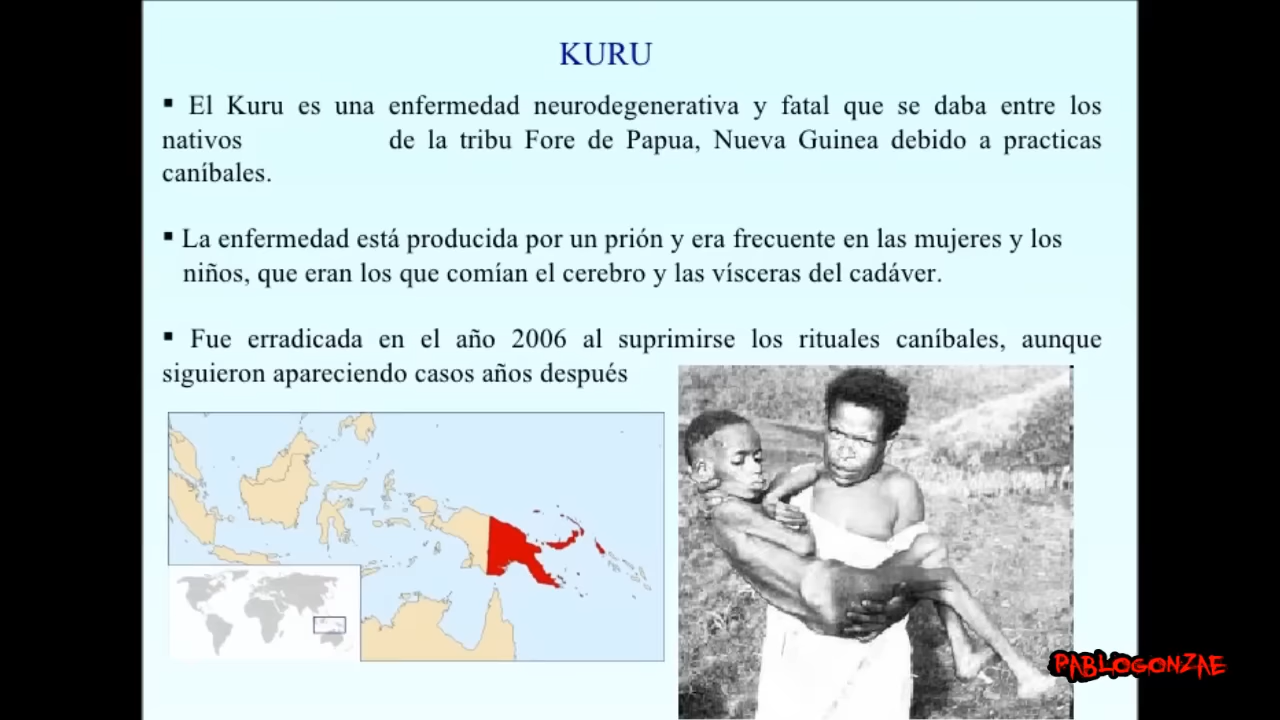 KURU
▪ El Kuru es una enfermedad neurodegenerativa y fatal que se daba entre los
nativos de la tribu Fore de Papua, Nueva Guinea debido a practicas
caníbales.
▪ La enfermedad está producida por un prión y era frecuente en las mujeres y los
niños, que eran los que comían el cerebro y las vísceras del cadáver.
▪ Fue erradicada en el año 2006 al suprimirse los rituales caníbales, aunque
siguieron apareciendo casos años después
PABLOGONZAE